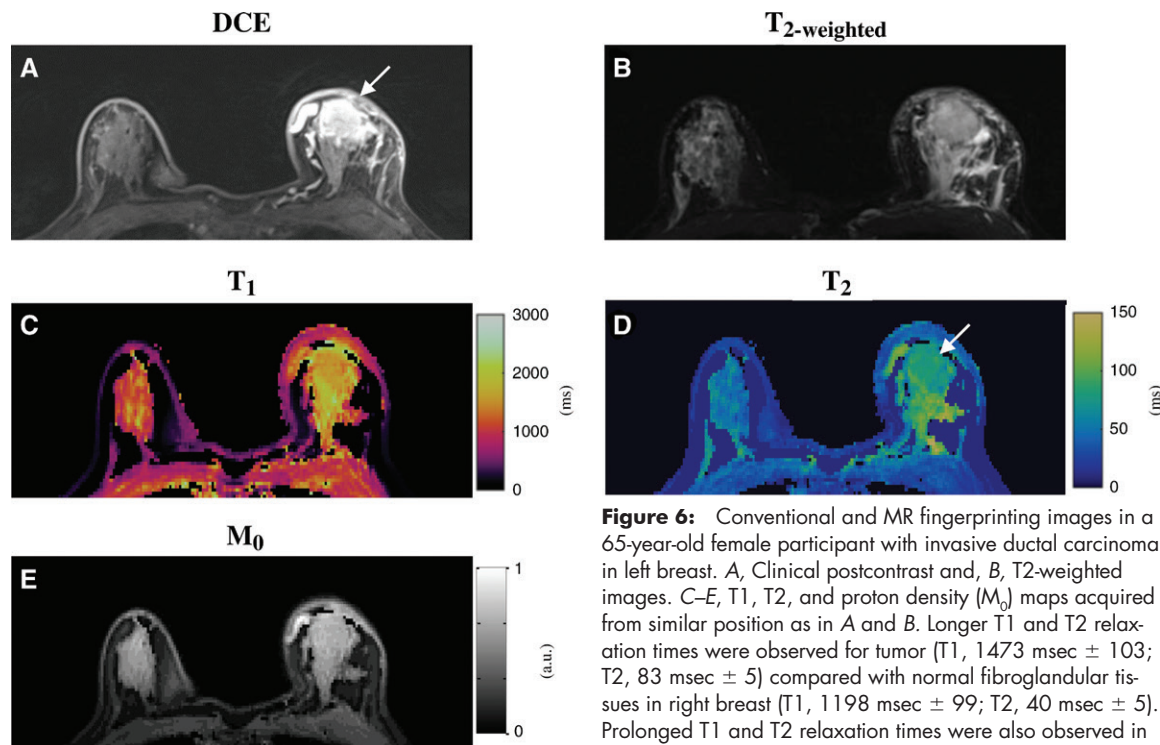 DCE
A
T2-weighted
B
T1
C
3000
2000
1000
0
(ms)
T2
D
150
100
50
0
(ms)
M0
E
1
0
(a.u.)
Figure 6: Conventional and MR fingerprinting images in a
65-year-old female participant with invasive ductal carcinoma
in left breast. A, Clinical postcontrast and, B, T2-weighted
images. C–E, T1, T2, and proton density (M0) maps acquired
from similar position as in A and B. Longer T1 and T2 relax-
ation times were observed for tumor (T1, 1473 msec ± 103;
T2, 83 msec ± 5) compared with normal fibroglandular tis-
sues in right breast (T1, 1198 msec ± 99; T2, 40 msec ± 5).
Prolonged T1 and T2 relaxation times were also observed in